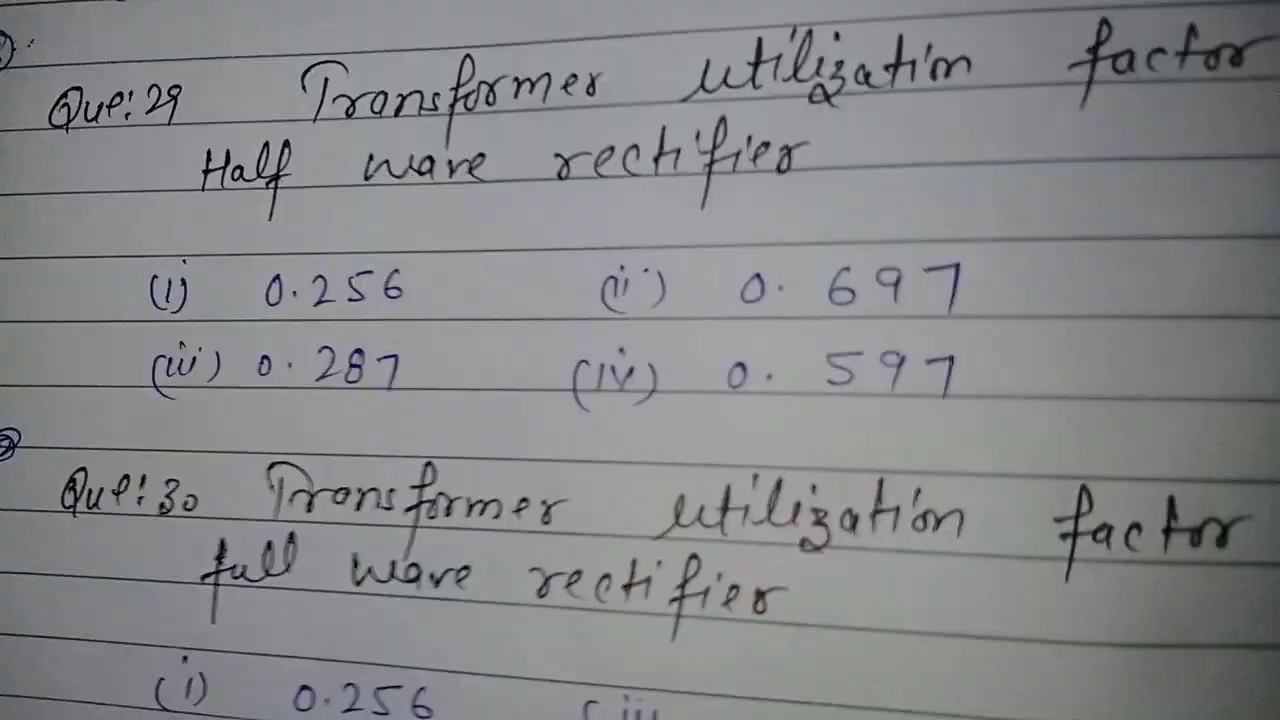 Que:29 Transformer utilization factor
Half wave rectifier
(i) 0.256 (ii) 0.697
(iii) 0.287 (iv) 0.597
Que:30 Transformer utilization factor
full wave rectifier
(i) 0.256 (ii